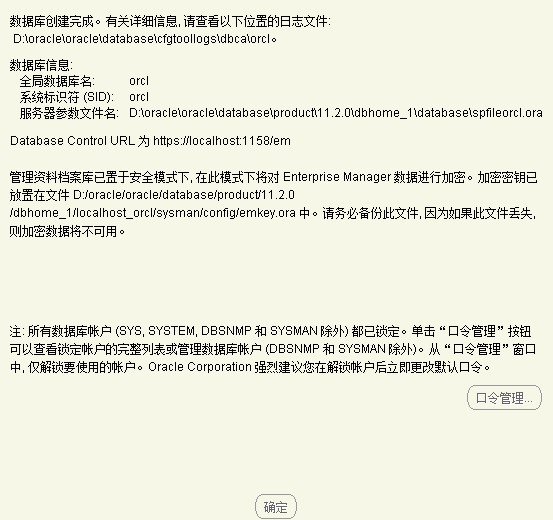 数据库创建完成。有关详细信息, 请查看以下位置的日志文件:
D:\oracle\oracle\database\cfgtoollogs\dbca\orcl。
数据库信息:
全局数据库名: orcl
系统标识符 (SID): orcl
服务器参数文件名: D:\oracle\oracle\database\product\11.2.0\dbhome_1\database\spfileorcl.ora
Database Control URL 为 https://localhost:1158/em
管理资料档案库已置于安全模式下, 在此模式下将对 Enterprise Manager 数据进行加密。加密密钥已
放置在文件 D:/oracle/oracle/database/product/11.2.0
/dbhome_1/localhost_orcl/sysman/config/emkey.ora 中。请务必备份此文件, 因为如果此文件丢失,
则加密数据将不可用。
注: 所有数据库帐户 (SYS, SYSTEM, DBSNMP 和 SYSMAN 除外) 都已锁定。单击“口令管理”按钮
可以查看锁定帐户的完整列表或管理数据库帐户 (DBSNMP 和 SYSMAN 除外)。从“口令管理”窗口
中, 仅解锁要使用的帐户。Oracle Corporation 强烈建议您在解锁帐户后立即更改默认口令。
口令管理...
确定